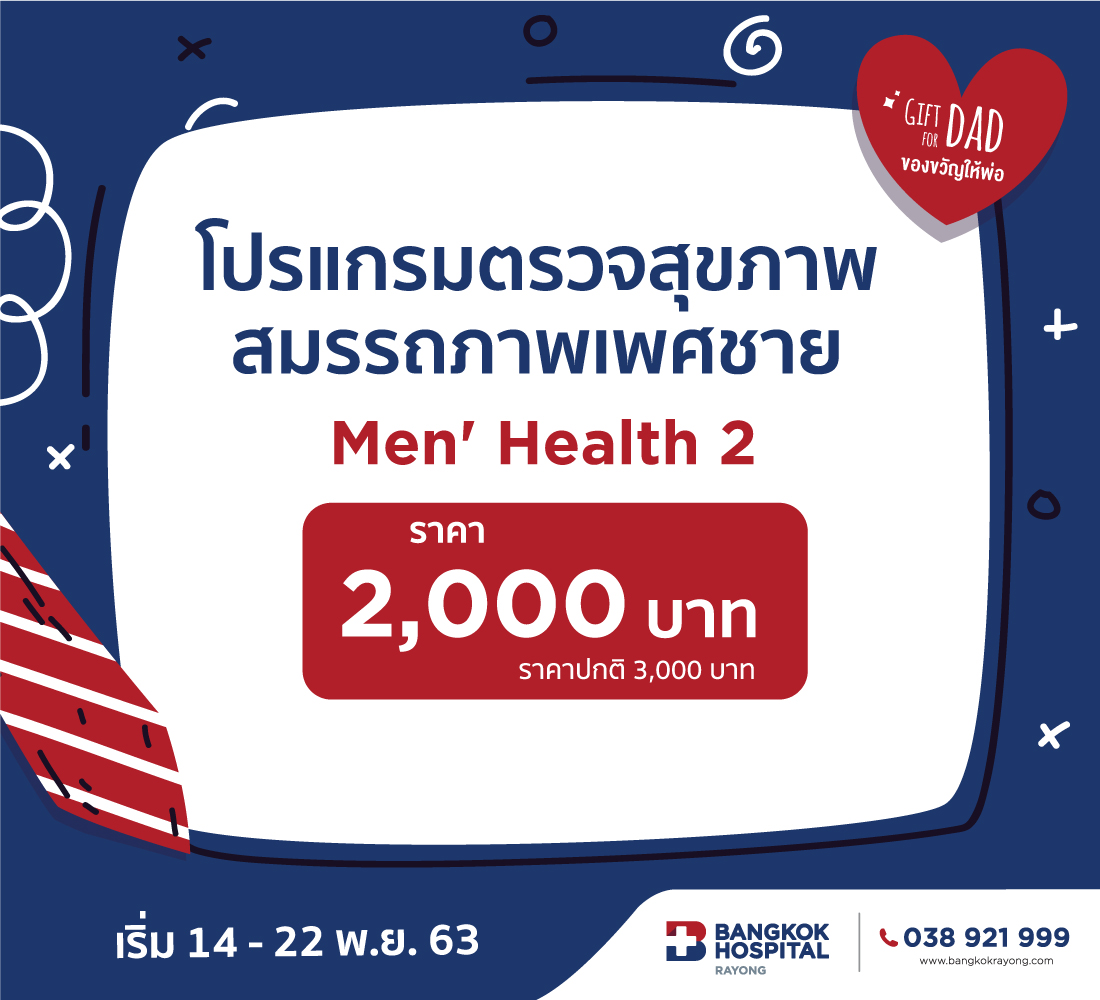 GIFT FOR DAD
ของขวัญให้พ่อ
โปรแกรมตรวจสุขภาพ
สมรรถภาพเพศชาย
Men' Health 2
ราคา
2,000 บาท
ราคาปกติ 3,000 บาท
เริ่ม 14 - 22 พ.ย. 63
BANGKOK
HOSPITAL
RAYONG
038 921 999
www.bangkokrayong.com